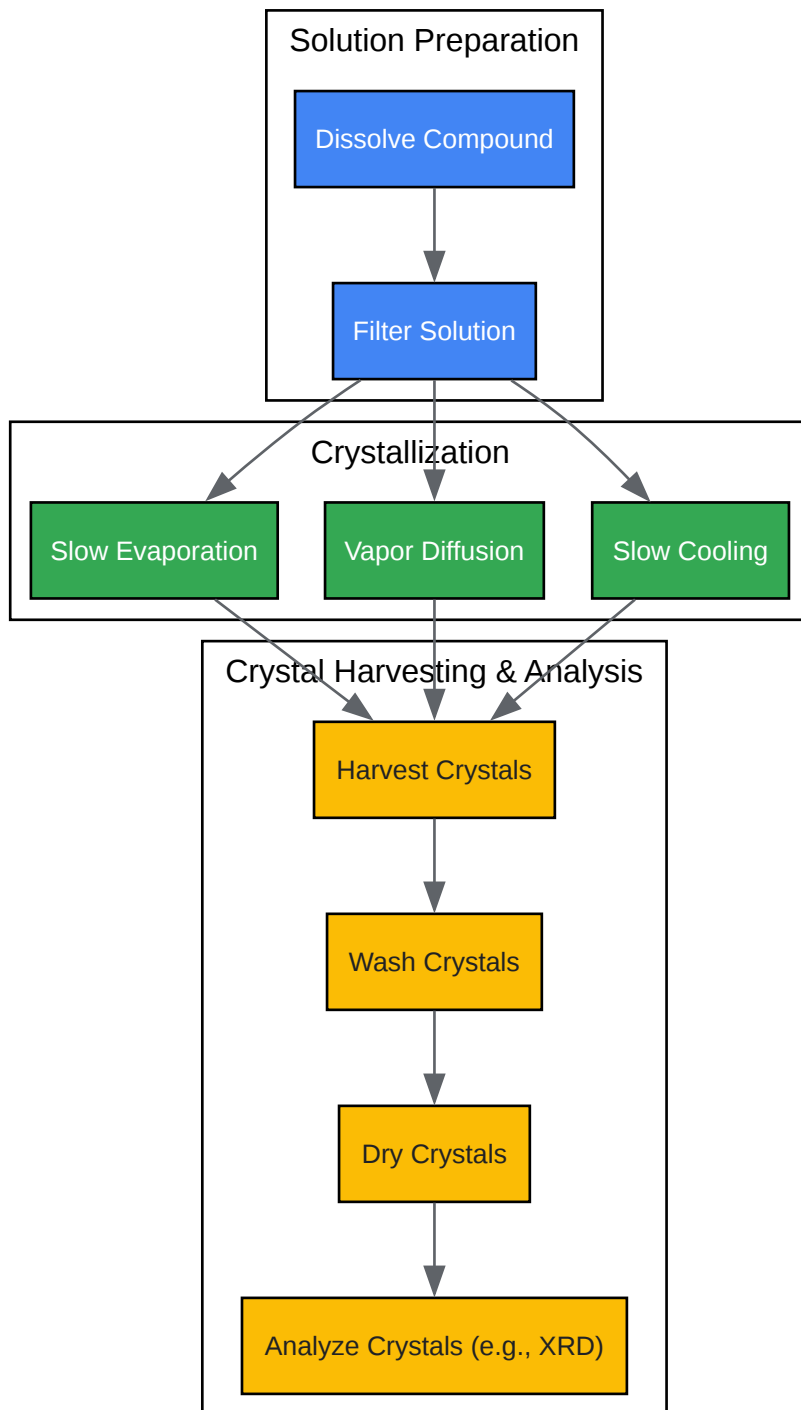 Solution Preparation
Dissolve Compound
Filter Solution
Crystallization
Slow Evaporation
Vapor Diffusion
Slow Cooling
Crystal Harvesting & Analysis
Harvest Crystals
Wash Crystals
Dry Crystals
Analyze Crystals (e.g., XRD)